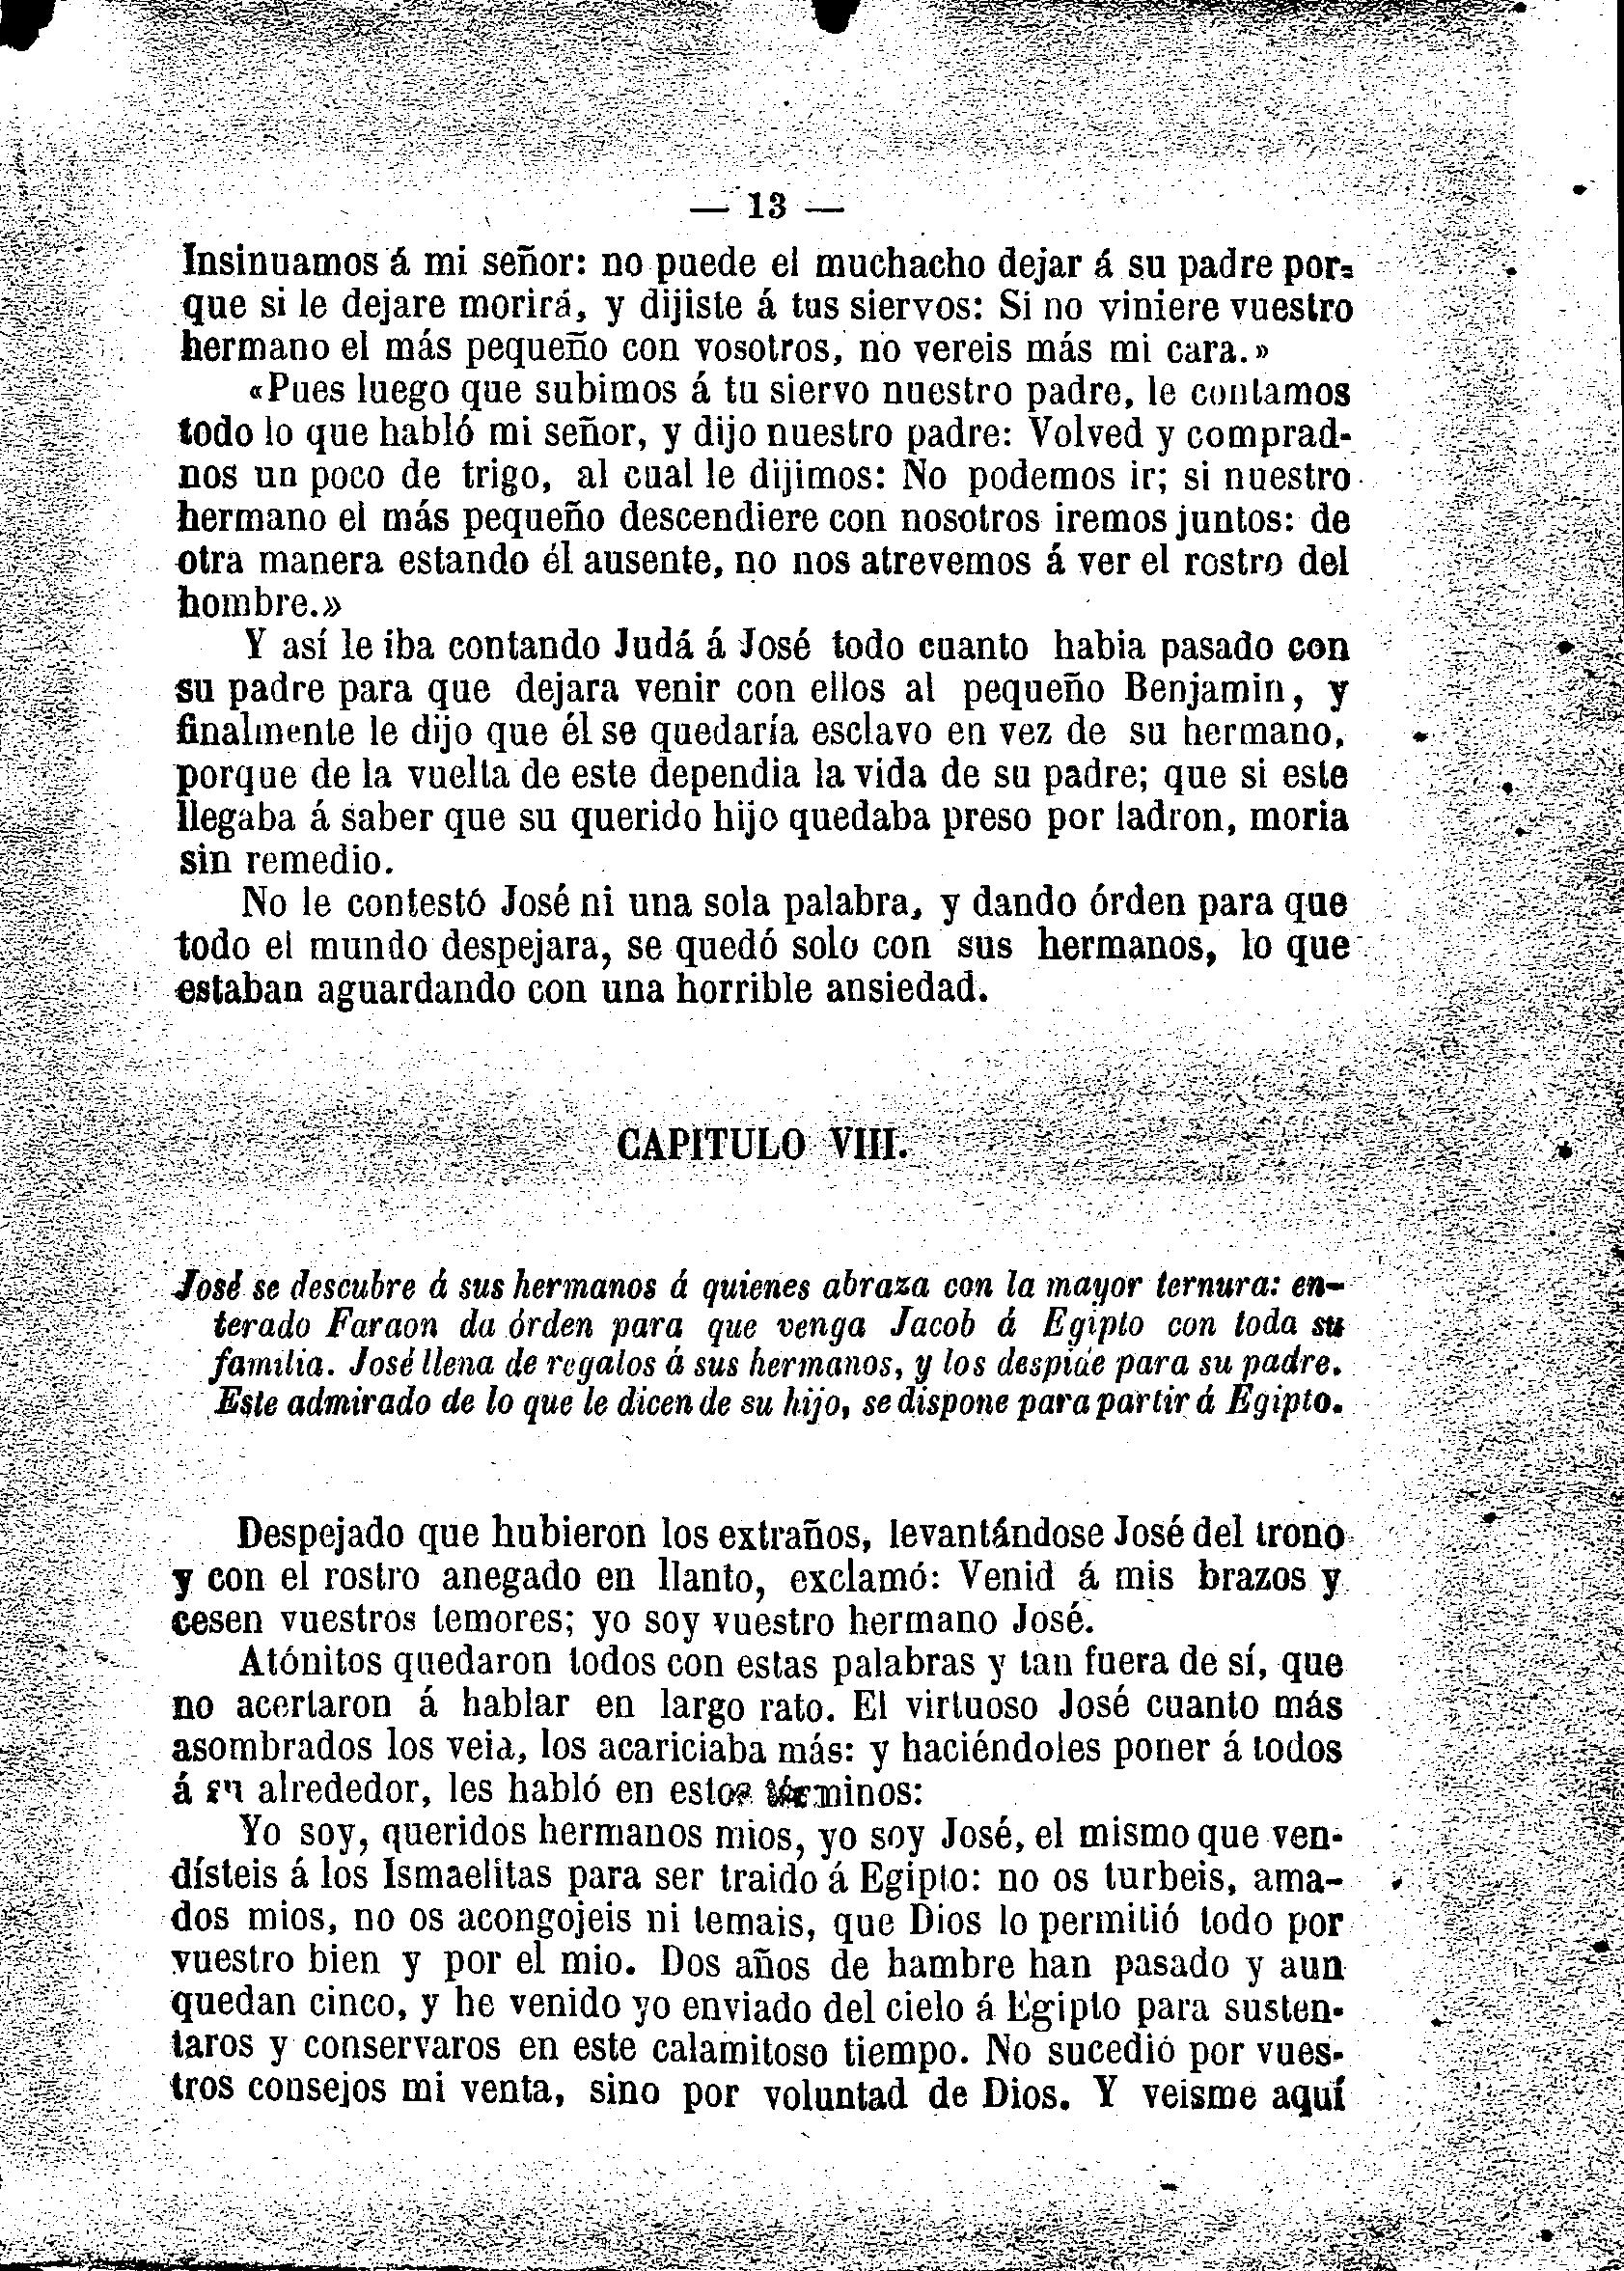 — 13 —
Insinuamos á mi señor: no puede el muchacho dejar á su padre por-
que si le dejare morirá, y dijiste á tus siervos: Si no viniere vuestro
hermano el más pequeño con vosotros, no vereis más mi cara.»
«Pues luego que subimos á tu siervo nuestro padre, le contamos
todo lo que habló mi señor, y dijo nuestro padre: Volved y comprad-
nos un poco de trigo, al cual le dijimos: No podemos ir; si nuestro
hermano el más pequeño descendiere con nosotros iremos juntos: de
otra manera estando él ausente, no nos atrevemos á ver el rostro del
hombre.»
Y así le iba contando Judá á José todo cuanto habia pasado con
su padre para que dejara venir con ellos al pequeño Benjamin, y
finalmente le dijo que él se quedaría esclavo en vez de su hermano,
porque de la vuelta de este dependia la vida de su padre; que si este
llegaba á saber que su querido hijo quedaba preso por ladron, moria
sin remedio.
No le contestó José ni una sola palabra, y dando órden para que
todo el mundo despejara, se quedó solo con sus hermanos, lo que
estaban aguardando con una horrible ansiedad.
CAPITULO VIII.
José se descubre á sus hermanos á quienes abraza con la mayor ternura: en-
terado Faraon da órden para que venga Jacob á Egipto con toda su
familia. José llena de regalos á sus hermanos, y los despide para su padre.
Este admirado de lo que le dicen de su hijo, se dispone para partir á Egipto.
Despejado que hubieron los extraños, levantándose José del trono
y con el rostro anegado en llanto, exclamó: Venid á mis brazos y
cesen vuestros temores; yo soy vuestro hermano José.
Atónitos quedaron todos con estas palabras y tan fuera de sí, que
no acertaron á hablar en largo rato. El virtuoso José cuanto más
asombrados los veia, los acariciaba más: y haciéndoles poner á todos
á su alrededor, les habló en estos términos:
Yo soy, queridos hermanos mios, yo soy José, el mismo que ven-
dísteis á los Ismaelitas para ser traido á Egipto: no os turbeis, ama-
dos mios, no os acongojeis ni temais, que Dios lo permitió todo por
vuestro bien y por el mio. Dos años de hambre han pasado y aun
quedan cinco, y he venido yo enviado del cielo á Egipto para susten-
taros y conservaros en este calamitoso tiempo. No sucedió por vues-
tros consejos mi venta, sino por voluntad de Dios. Y veisme aquí